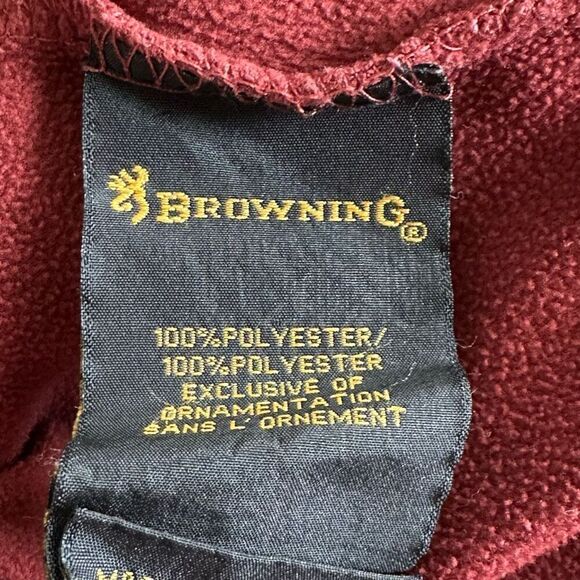 BROWNING®
100%POLYESTER/
100%POLYESTER
EXCLUSIVE OF
ORNAMENTATION
SANS L'ORNEMENT